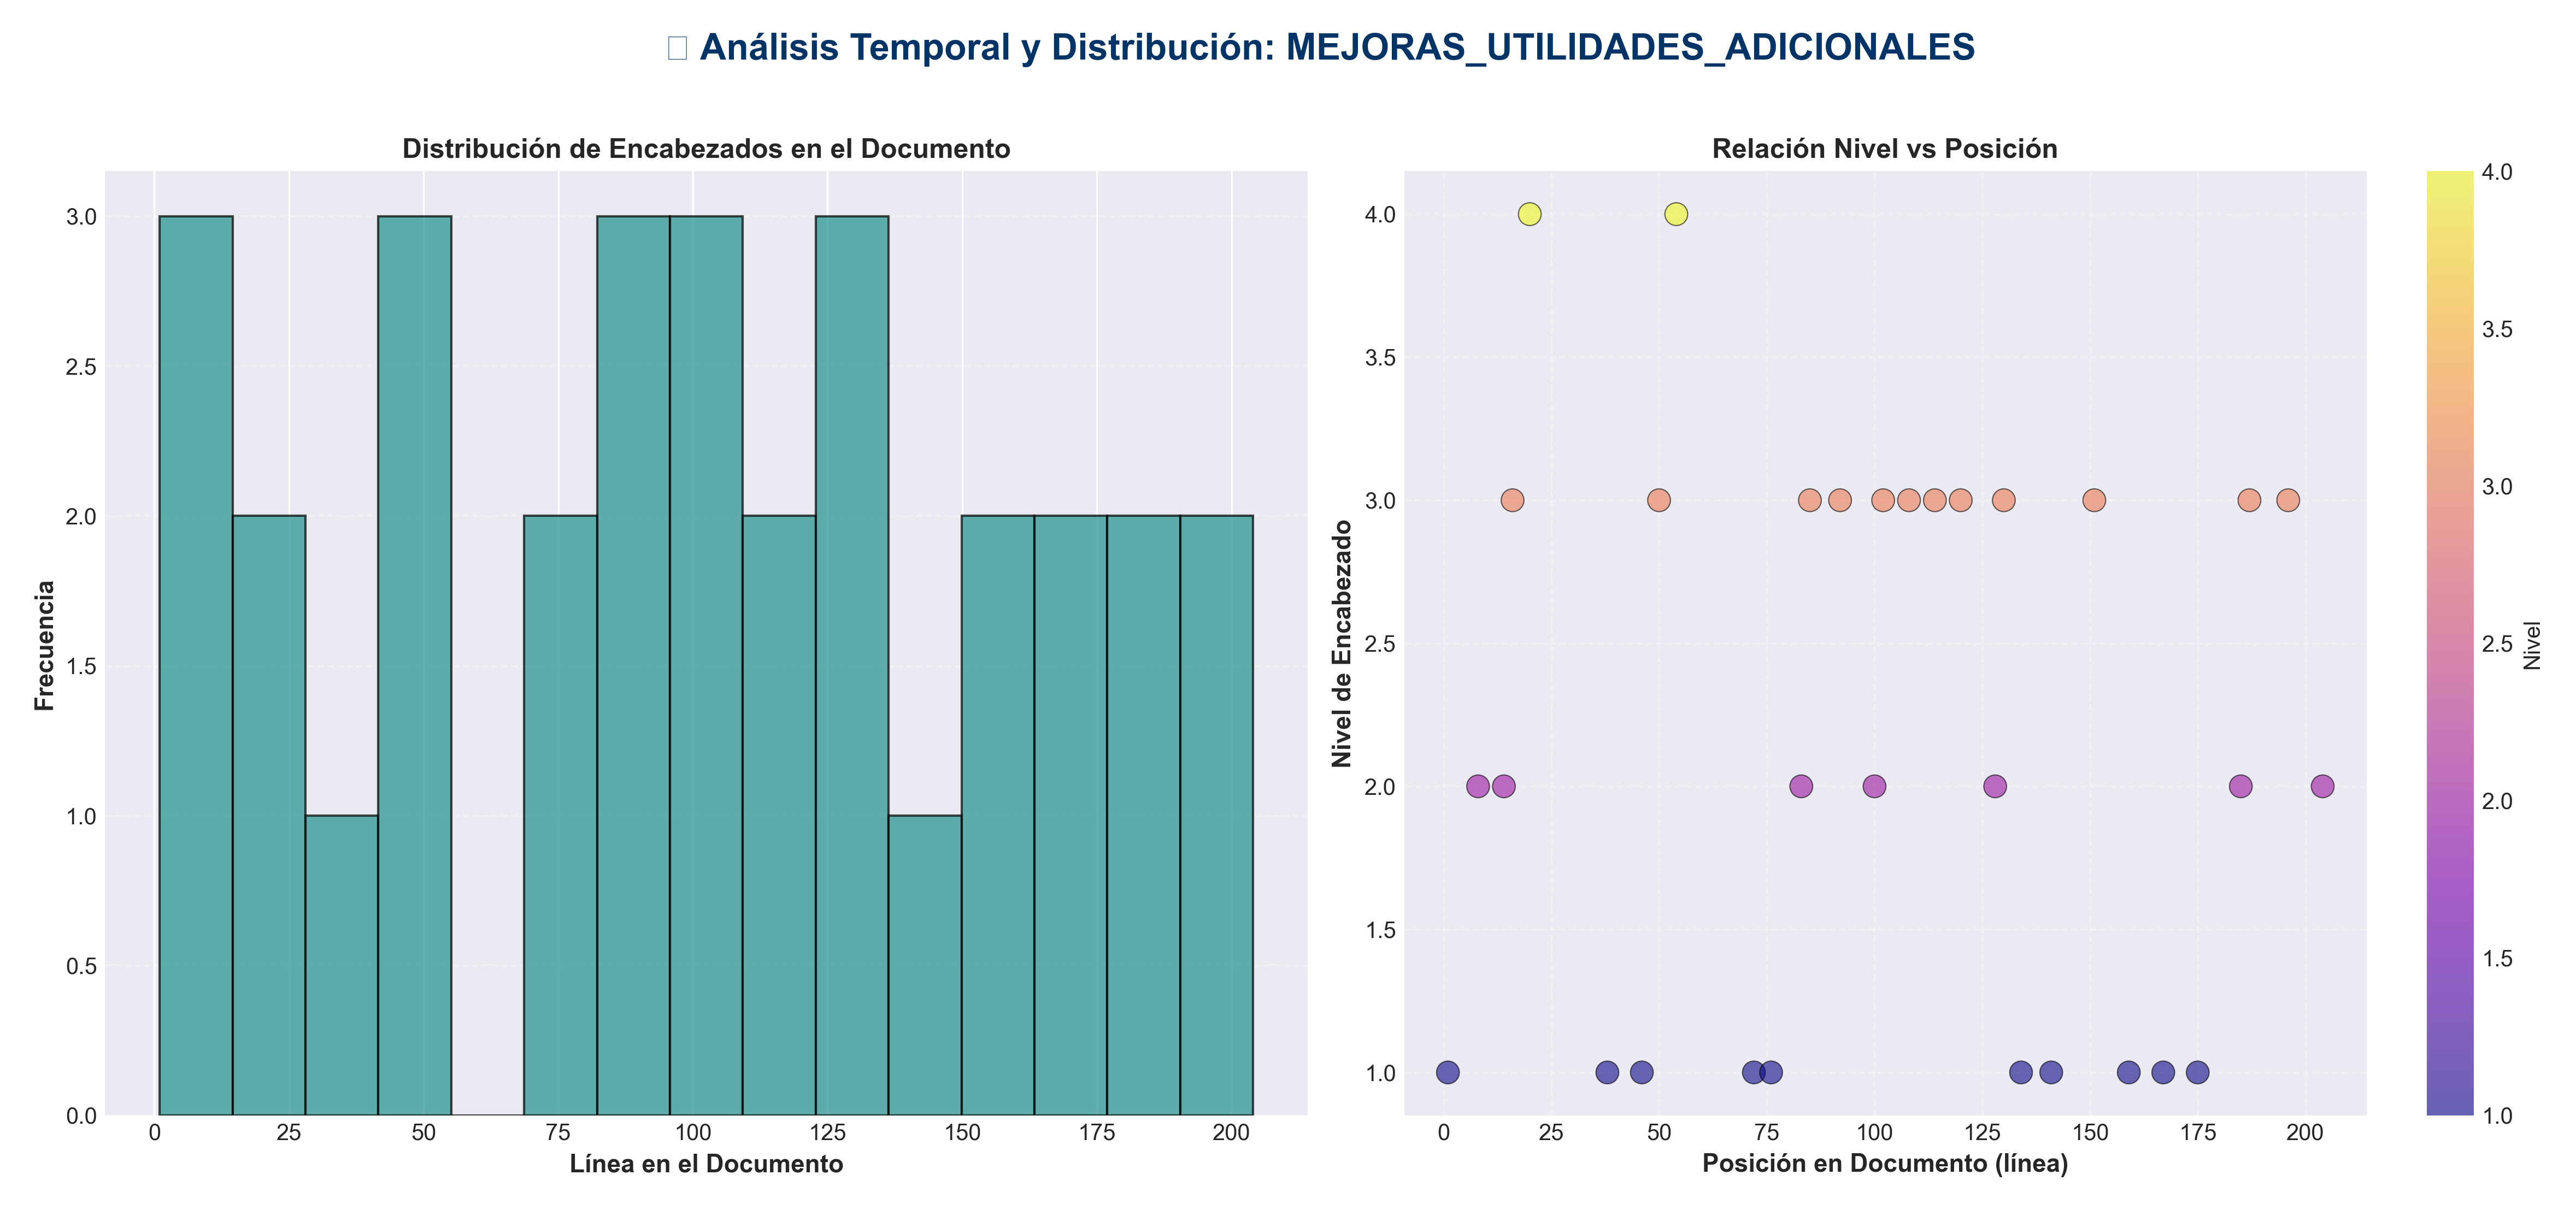 Análisis Temporal y Distribución: MEJORAS_UTILIDADES_ADICIONALES
Distribución de Encabezados en el Documento
3.0
2.5
2.0
1.5
1.0
0.5
0.0
Frecuencia
0 25 50 75 100 125 150 175 200
Línea en el Documento
Relación Nivel vs Posición
4.0
3.5
3.0
2.5
2.0
1.5
1.0
Nivel de Encabezado
0 25 50 75 100 125 150 175 200
Posición en Documento (línea)
4.0
3.5
3.0
2.5
2.0
1.5
1.0
Nivel